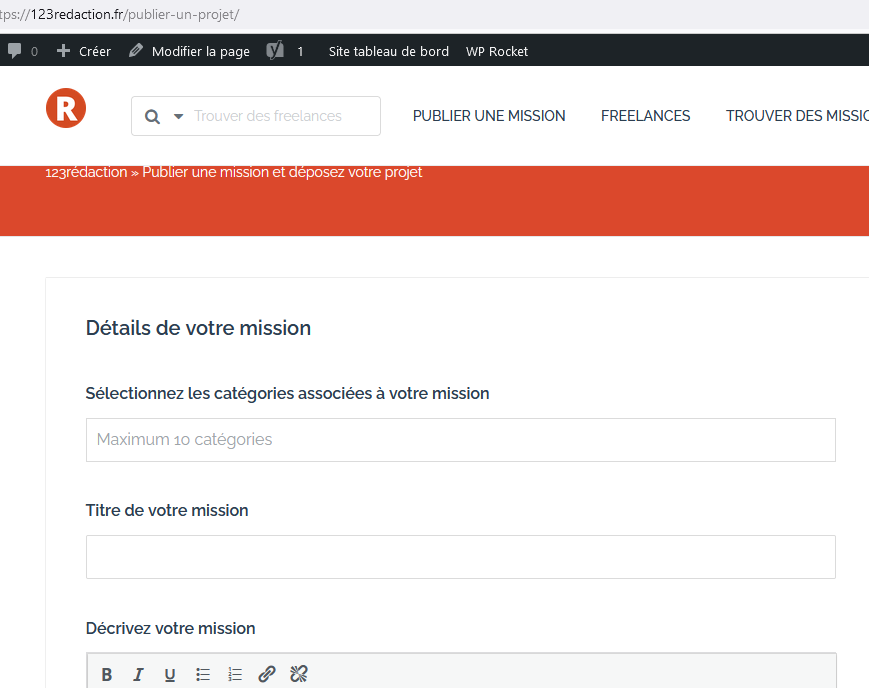 tps://123redaction.fr/publier-un-projet/
0 Créer Modifier la page 1 Site tableau de bord WP Rocket
R Trouver des freelances PUBLIER UNE MISSION FREELANCES TROUVER DES MISSIO
123rédaction » Publier une mission et déposez votre projet
Détails de votre mission
Sélectionnez les catégories associées à votre mission
Maximum 10 catégories
Titre de votre mission
Décrivez votre mission
B I U